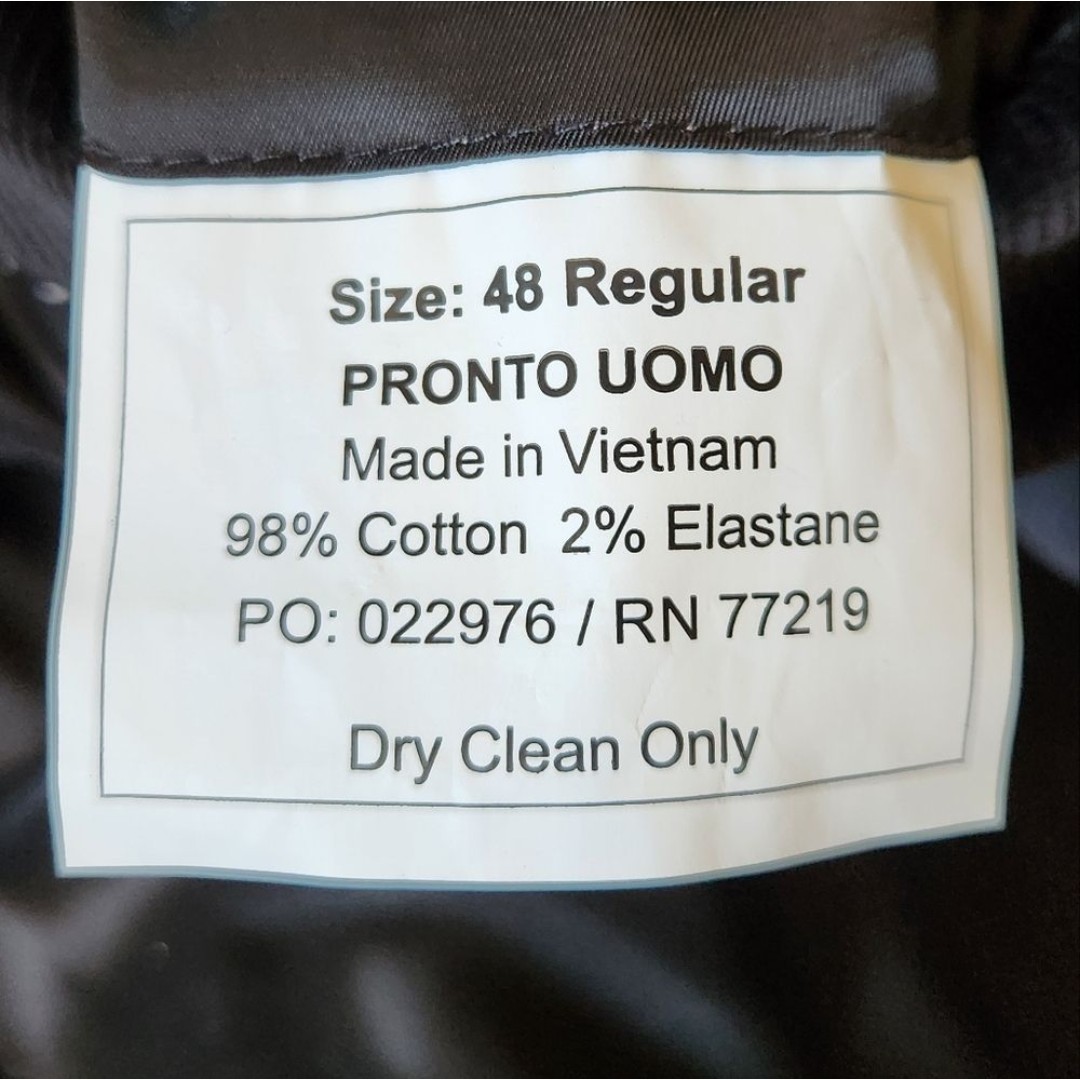 Size: 48 Regular
PRONTO UOMO
Made in Vietnam
98% Cotton 2% Elastane
PO: 022976 / RN 77219
Dry Clean Only